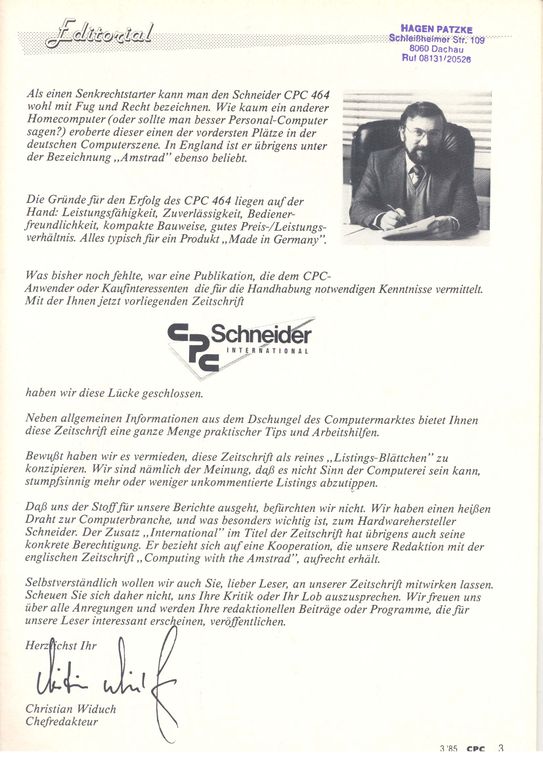 Editorial
HAGEN PATZKE
Schleißheimer Str. 109
8060 Dachau
Ruf 08131/20526
Als einen Senkrechtstarter kann man den Schneider CPC 464
wohl mit Fug und Recht bezeichnen. Wie kaum ein anderer
Homecomputer (oder sollte man besser Personal-Computer
sagen?) eroberte dieser einen der vordersten Plätze in der
deutschen Computerszene. In England ist er übrigens unter
der Bezeichnung „Amstrad" ebenso beliebt.
Die Gründe für den Erfolg des CPC 464 liegen auf der
Hand: Leistungsfähigkeit, Zuverlässigkeit, Bediener-
freundlichkeit, kompakte Bauweise, gutes Preis-/Leistungs-
verhältnis. Alles typisch für ein Produkt „Made in Germany".
Was bisher noch fehlte, war eine Publikation, die dem CPC-
Anwender oder Kaufinteressenten die für die Handhabung notwendigen Kenntnisse vermittelt.
Mit der Ihnen jetzt vorliegenden Zeitschrift
CPC Schneider
INTERNATIONAL
haben wir diese Lücke geschlossen.
Neben allgemeinen Informationen aus dem Dschungel des Computermarktes bietet Ihnen
diese Zeitschrift eine ganze Menge praktischer Tips und Arbeitshilfen.
Bewußt haben wir es vermieden, diese Zeitschrift als reines „Listings-Blättchen" zu
konzipieren. Wir sind nämlich der Meinung, daß es nicht Sinn der Computerei sein kann,
stumpfsinnig mehr oder weniger unkommentierte Listings abzutippen.
Daß uns der Stoff für unsere Berichte ausgeht, befürchten wir nicht. Wir haben einen heißen
Draht zur Computerbranche, und was besonders wichtig ist, zum Hardwarehersteller
Schneider. Der Zusatz „International" im Titel der Zeitschrift hat übrigens auch seine
konkrete Berechtigung. Er bezieht sich auf eine Kooperation, die unsere Redaktion mit der
englischen Zeitschrift „Computing with the Amstrad", aufrecht erhält.
Selbstverständlich wollen wir auch Sie, lieber Leser, an unserer Zeitschrift mitwirken lassen.
Scheuen Sie sich daher nicht, uns Ihre Kritik oder Ihr Lob auszusprechen. Wir freuen uns
über alle Anregungen und werden Ihre redaktionellen Beiträge oder Programme, die für
unsere Leser interessant erscheinen, veröffentlichen.
Herzlichst Ihr
Christian Widuch
Chefredakteur
3'85 CPC 3